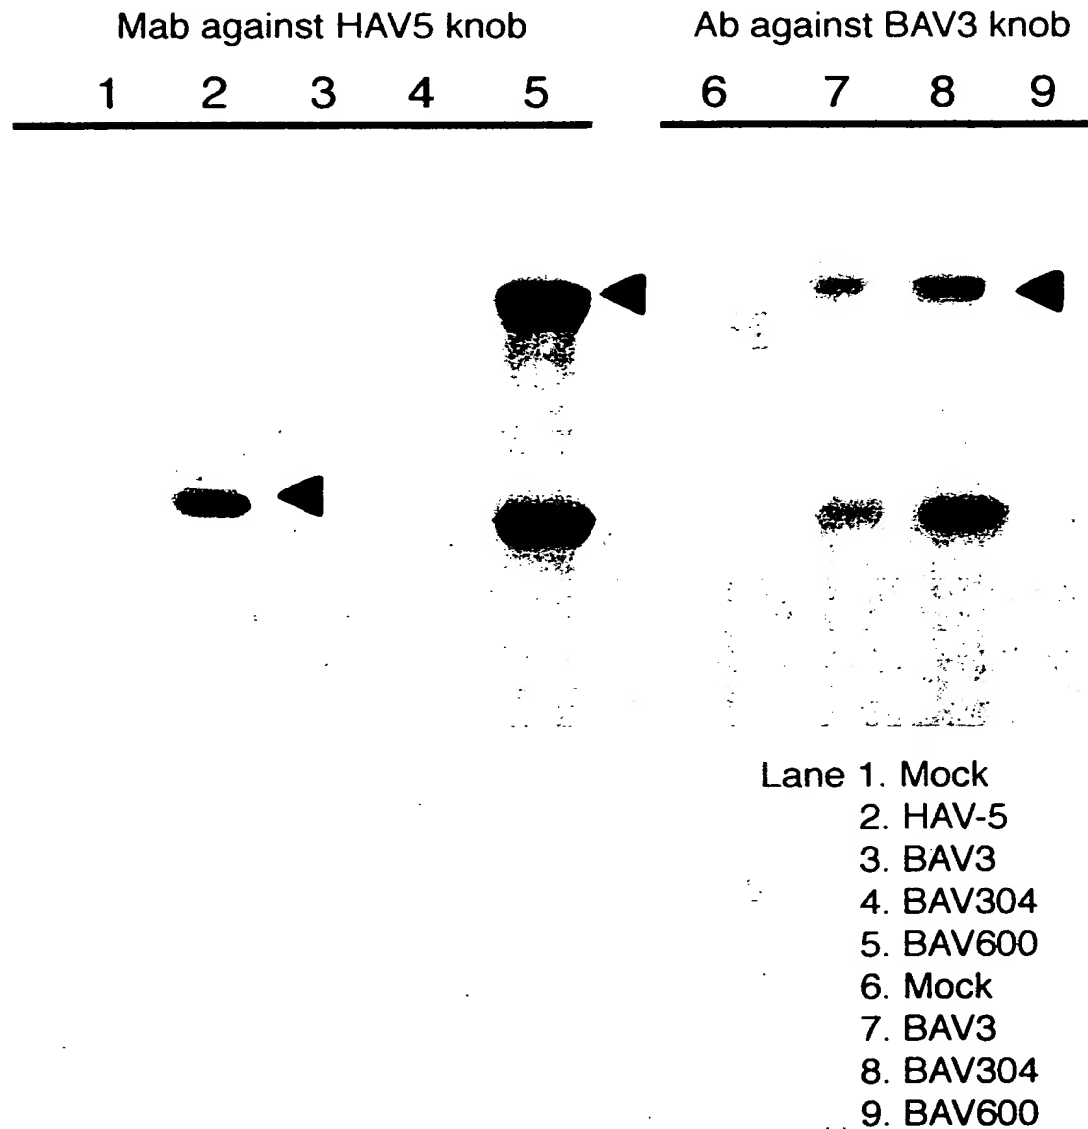 Mab against HAV5 knob Ab against BAV3 knob
1 2 3 4 5 6 7 8 9
Lane 1. Mock
2. HAV-5
3. BAV3
4. BAV304
5. BAV600
6. Mock
7. BAV3
8. BAV304
9. BAV600